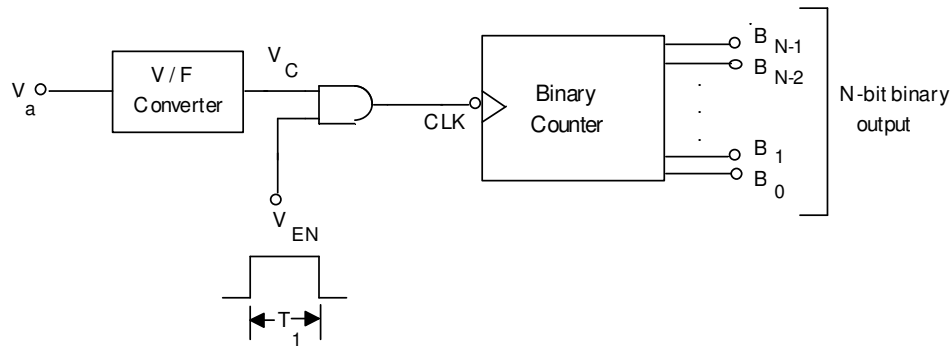 V a
V / F
Converter
V C
V EN
T 1
CLK
Binary
Counter
B N-1
B N-2
B 1
B 0
N-bit binary
output